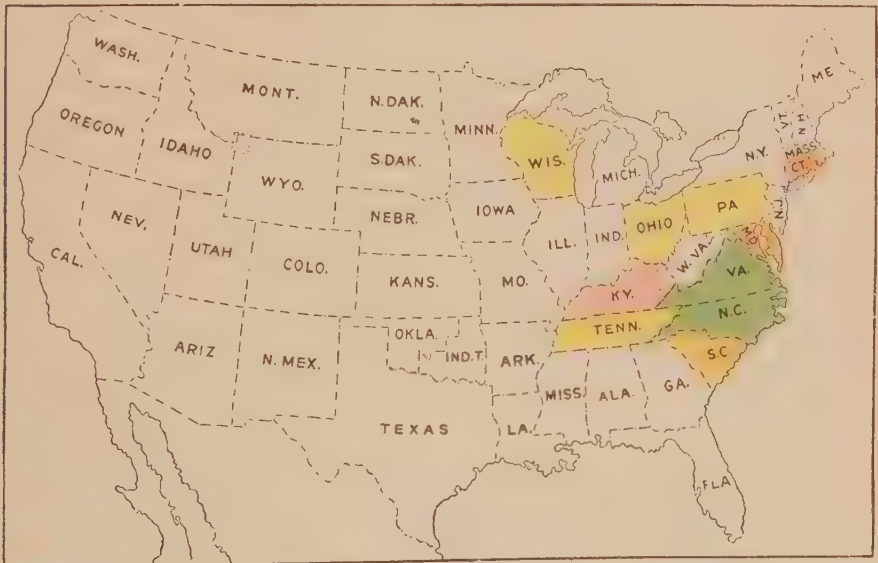 WASH.
OREGON
IDAHO
MONT.
N. DAK.
MINN.
S. DAK.
WYO.
NEBR.
IOWA
WIS.
MICH.
N.Y.
VT.
N H
ME
MASS
CT.
N.J.
PA
OHIO
IND.
ILL.
W. VA.
MD.
VA.
KY.
N.C.
TENN.
S.C
GA.
ALA.
MISS.
LA.
ARK.
MO.
KANS.
OKLA.
IND.T.
TEXAS
COLO.
N. MEX.
UTAH
ARIZ
NEV.
CAL.
FLA